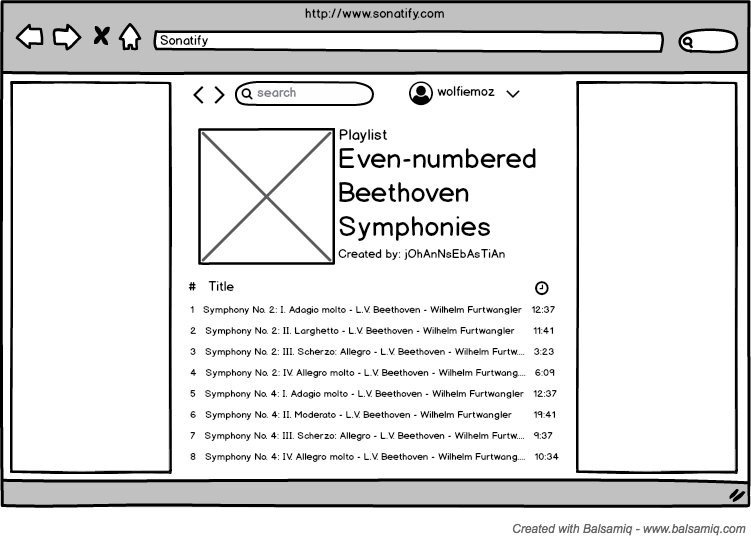 http://www.sonatify.com
Sonatify
search
wolfiemoz
Playlist
Even-numbered
Beethoven
Symphonies
Created by: jOhAnNsEbAsTiAn
# Title
1 Symphony No. 2: I. Adagio molto - L.V. Beethoven - Wilhelm Furtwangler 12:37
2 Symphony No. 2: II. Larghetto - L.V. Beethoven - Wilhelm Furtwangler 11:41
3 Symphony No. 2: III. Scherzo: Allegro - L.V. Beethoven - Wilhelm Furtw... 3:23
4 Symphony No. 2: IV. Allegro molto - L.V. Beethoven - Wilhelm Furtwang... 6:09
5 Symphony No. 4: I. Adagio molto - L.V. Beethoven - Wilhelm Furtwangler 12:37
6 Symphony No. 4: II. Moderato - L.V. Beethoven - Wilhelm Furtwangler 19:41
7 Symphony No. 4: III. Scherzo: Allegro - L.V. Beethoven - Wilhelm Furtw... 9:37
8 Symphony No. 4: IV. Allegro molto - L.V. Beethoven - Wilhelm Furtwang... 10:34
Created with Balsamiq - www.balsamiq.com